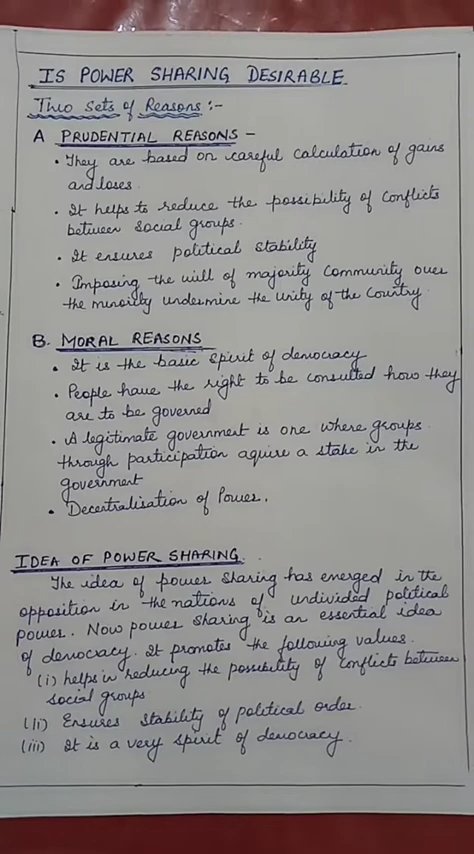 IS POWER SHARING DESIRABLE
Two Sets of Reasons :-
A PRUDENTIAL REASONS -
• They are based on careful calculation of gains
and loses.
• It helps to reduce the possibility of conflicts
between social groups.
• It ensures political stability
• Imposing the will of majority community over
the minority undermine the unity of the country.
B. MORAL REASONS
• It is the basic spirit of democracy
• People have the right to be consulted how they
are to be governed
• A legitimate government is one where groups
through participation aquire a stake in the
government
• Decentralisation of Power.
IDEA OF POWER SHARING.
The idea of power sharing has emerged in the
opposition in the nations of undivided political
power. Now power sharing is an essential idea
of democracy. It promotes the following values.
(i) helps in reducing the possibility of conflicts between
social groups
(ii) Ensures stability of political order.
(iii) It is a very spirit of democracy.